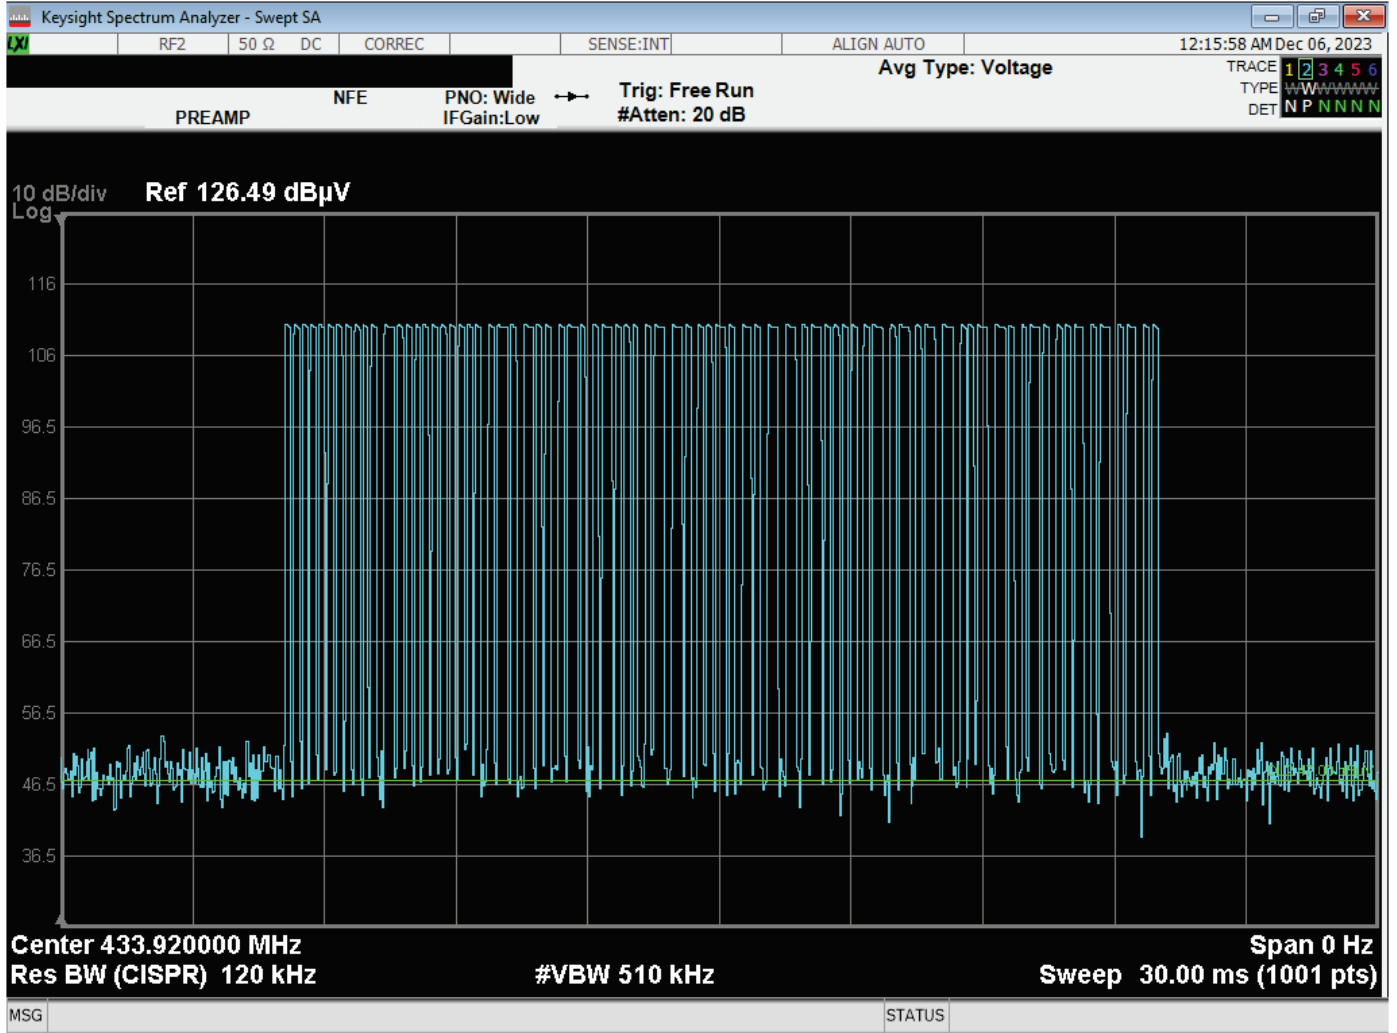 Keysight Spectrum Analyzer - Swept SA
LXI RF2 50 Ω DC CORREC SENSE:INT ALIGN AUTO 12:15:58 AM Dec 06, 2023
Avg Type: Voltage
TRACE 1 2 3 4 5 6
NFE PNO: Wide Trig: Free Run
TYPE WWWWWWW
PREAMP IFGain:Low #Atten: 20 dB
DET N P N N N N
10 dB/div Ref 126.49 dBµV
Log
116
106
96.5
86.5
76.5
66.5
56.5
46.5
36.5
Center 433.920000 MHz Span 0 Hz
Res BW (CISPR) 120 kHz #VBW 510 kHz Sweep 30.00 ms (1001 pts)
MSG STATUS